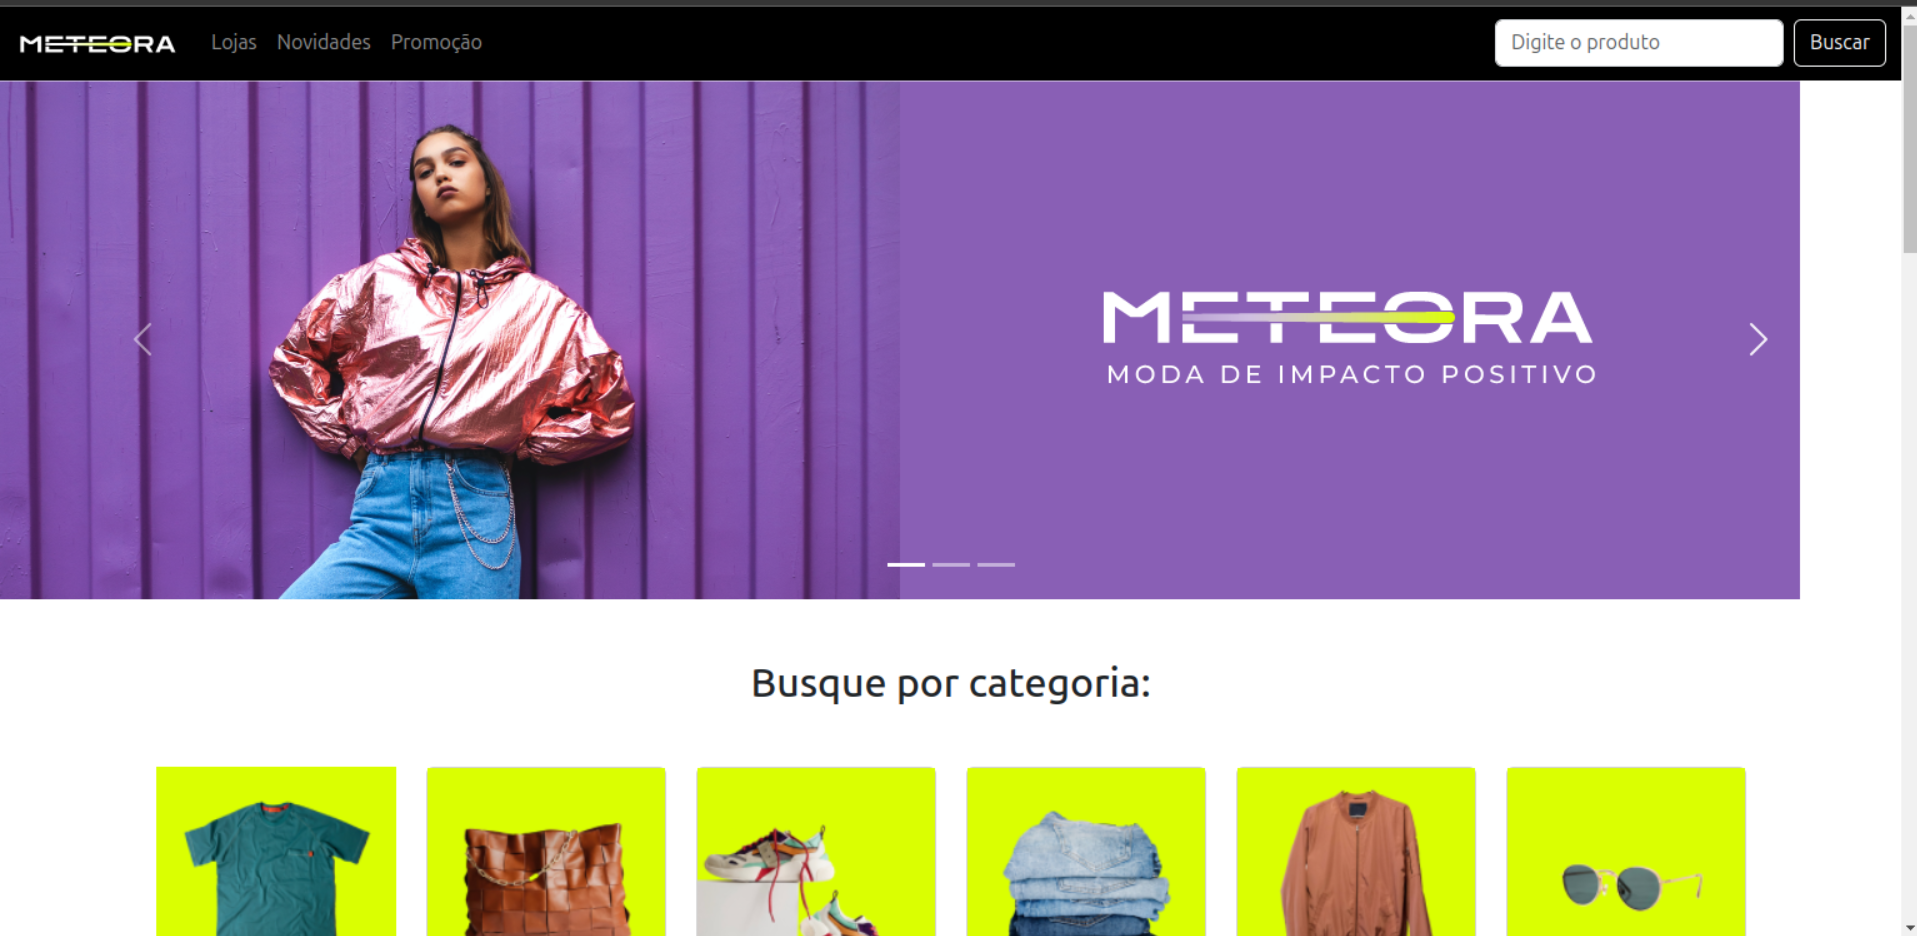 METEORA
Lojas Novidades Promoção
Digite o produto
Buscar
METEORA
MODA DE IMPACTO POSITIVO
Busque por categoria: